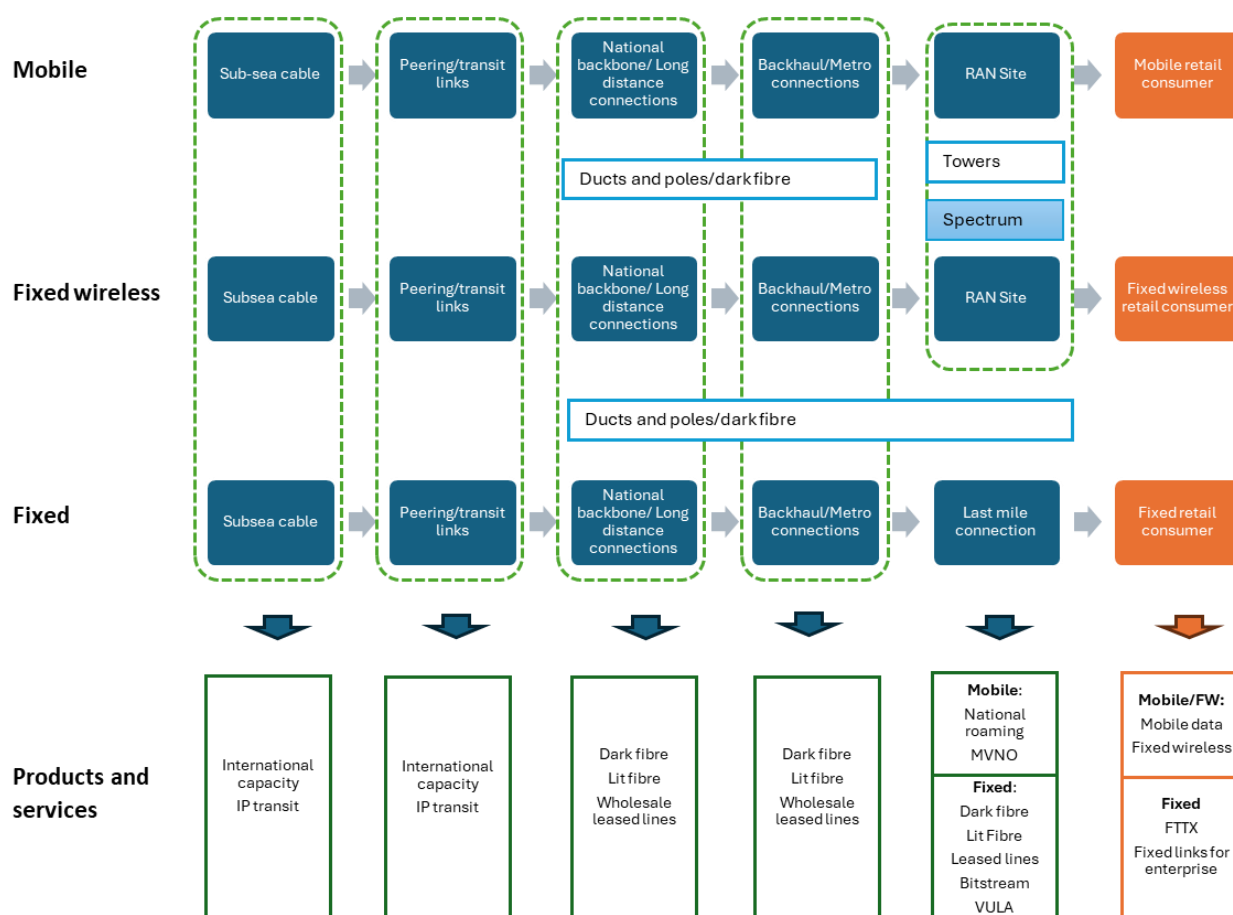 Mobile
Sub-sea cable
Peering/transit
links
National
backbone/ Long
distance
connections
Backhaul/Metro
connections
RAN Site
Mobile retail
consumer
Ducts and poles/dark fibre
Towers
Spectrum
Fixed wireless
Subsea cable
Peering/transit
links
National
backbone/ Long
distance
connections
Backhaul/Metro
connections
RAN Site
Fixed wireless
retail consumer
Ducts and poles/dark fibre
Fixed
Subsea cable
Peering/transit
links
National
backbone/ Long
distance
connections
Backhaul/Metro
connections
Last mile
connection
Fixed retail
consumer
Products and
services
International
capacity
IP transit
International
capacity
IP transit
Dark fibre
Lit fibre
Wholesale
leased lines
Dark fibre
Lit fibre
Wholesale
leased lines
Mobile:
National
roaming
MVNO
Fixed:
Dark fibre
Lit Fibre
Leased lines
Bitstream
VULA
Mobile/FW:
Mobile data
Fixed wireless
Fixed
FTTX
Fixed links for
enterprise